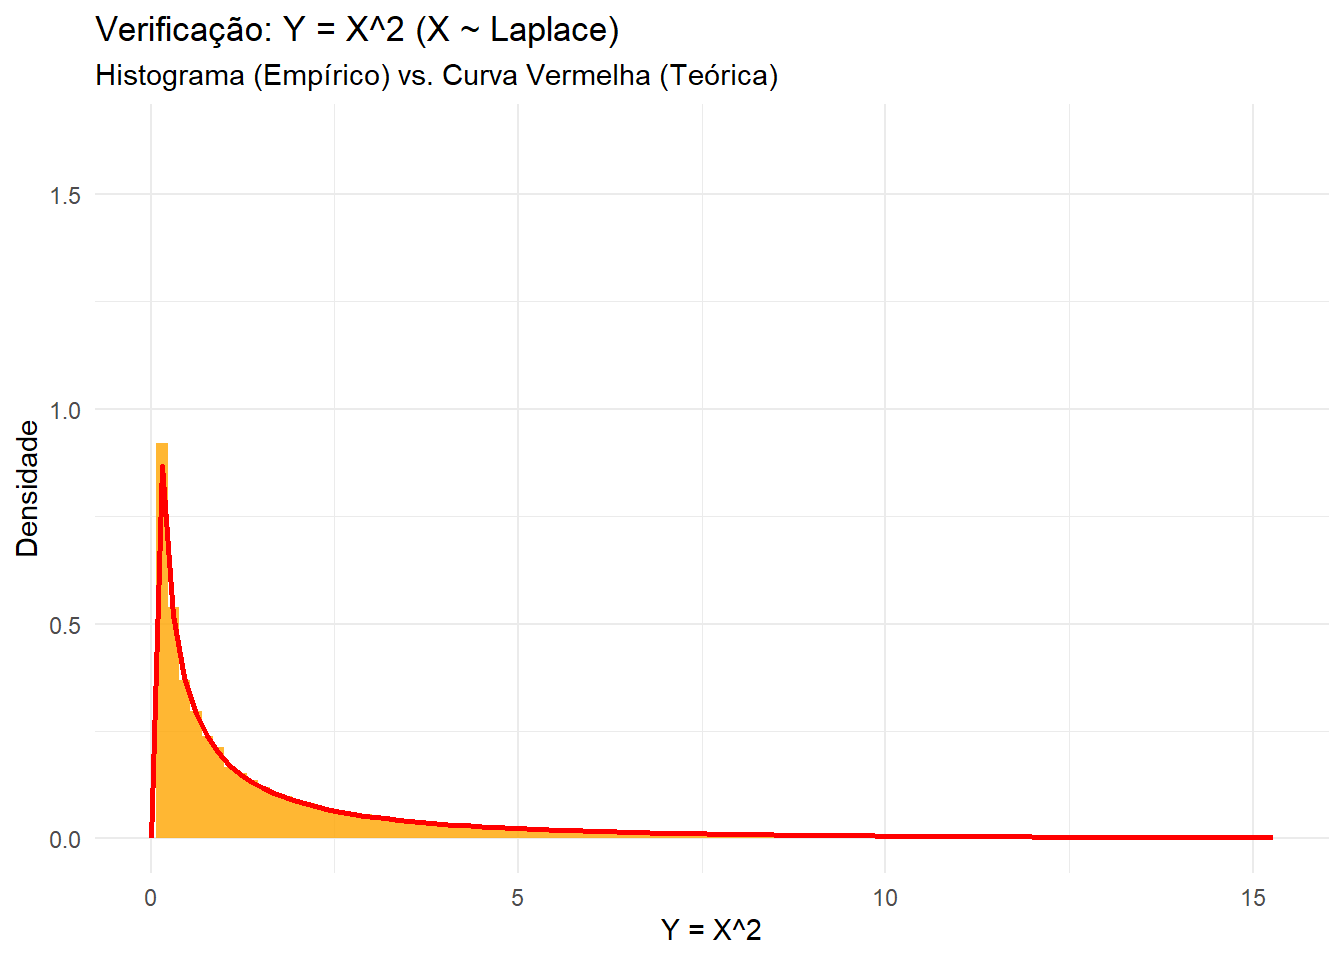 Verificação: Y = X^2 (X ~ Laplace)
Histograma (Empírico) vs. Curva Vermelha (Teórica)
1.5
1.0
0.5
0.0
Densidade
0
5
10
15
Y = X^2